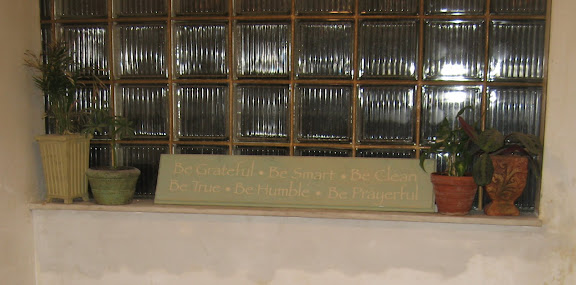 Be Grateful • Be Smart • Be Clean
Be True • Be Humble • Be Prayerful